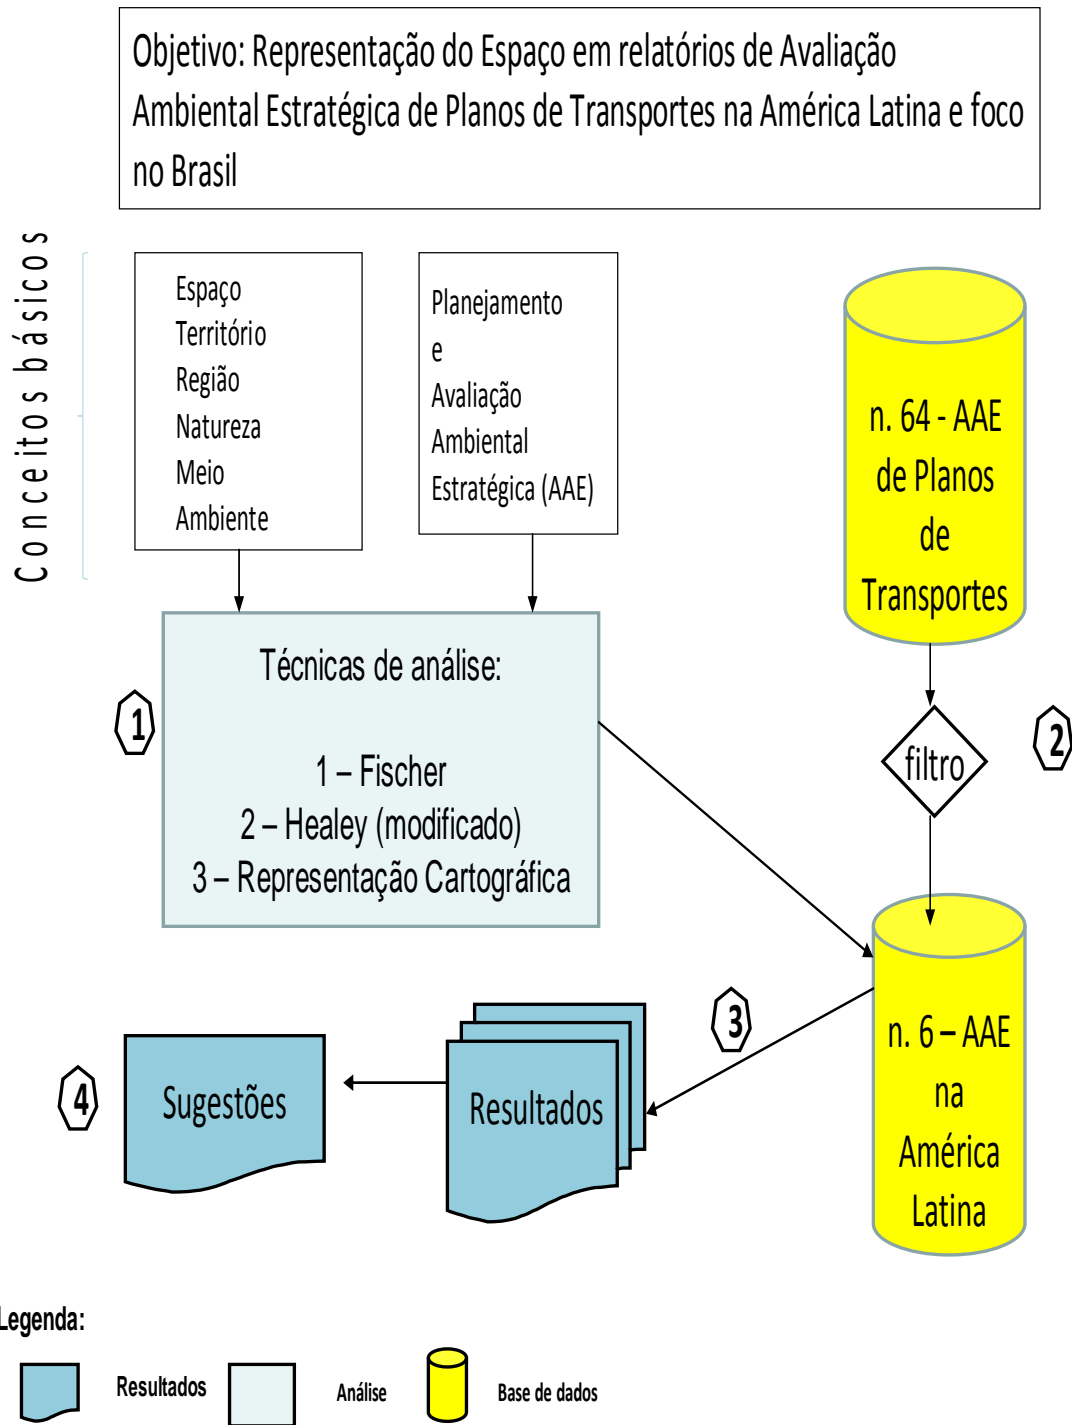 Objetivo: Representação do Espaço em relatórios de Avaliação
Ambiental Estratégica de Planos de Transportes na América Latina e foco
no Brasil
Conceitos básicos
Espaço
Território
Região
Natureza
Meio
Ambiente
Planejamento
e
Avaliação
Ambiental
Estratégica (AAE)
n. 64 - AAE
de Planos
de
Transportes
1
Técnicas de análise:
1 – Fischer
2 – Healey (modificado)
3 – Representação Cartográfica
filtro
2
n. 6 – AAE
na
América
Latina
3
Resultados
4
Sugestões
Legenda:
Resultados
Análise
Base de dados